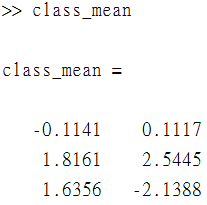 >> class_mean
class_mean =
-0.1141 0.1117
1.8161 2.5445
1.6356 -2.1388